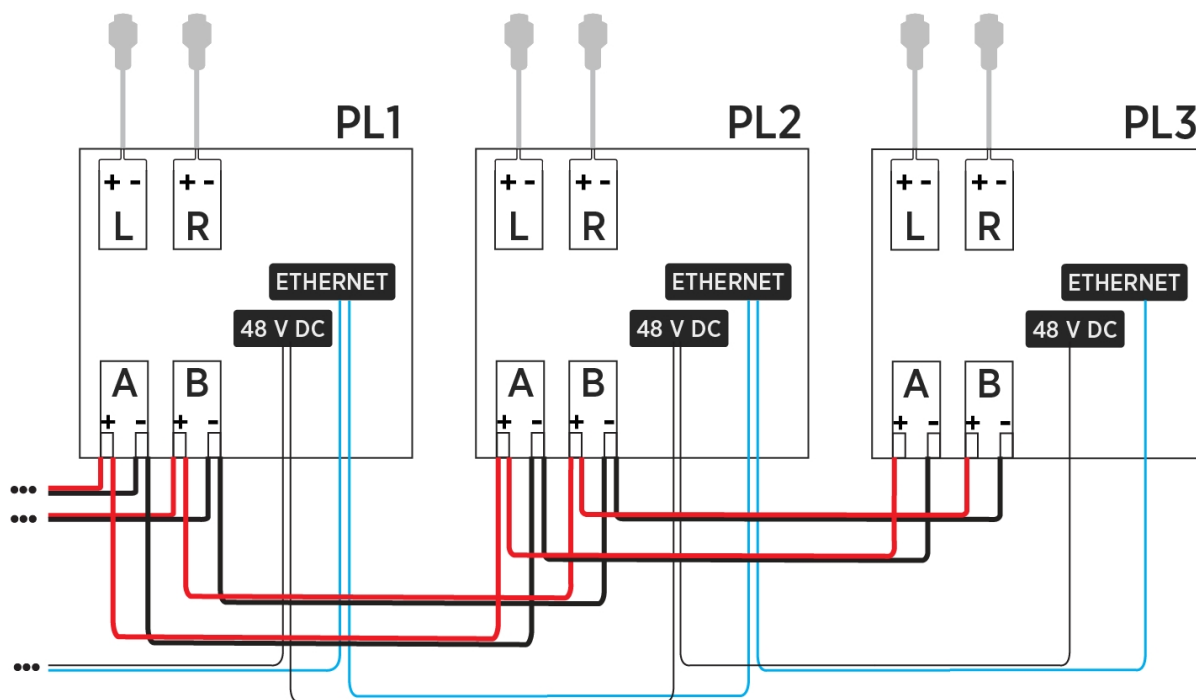 PL1 PL2 PL3
+ - + - + - + - + - + -
L R L R L R
ETHERNET ETHERNET ETHERNET
48 V DC 48 V DC 48 V DC
A B A B A B
+ - + - + - + - + - + -
•••
•••
•••